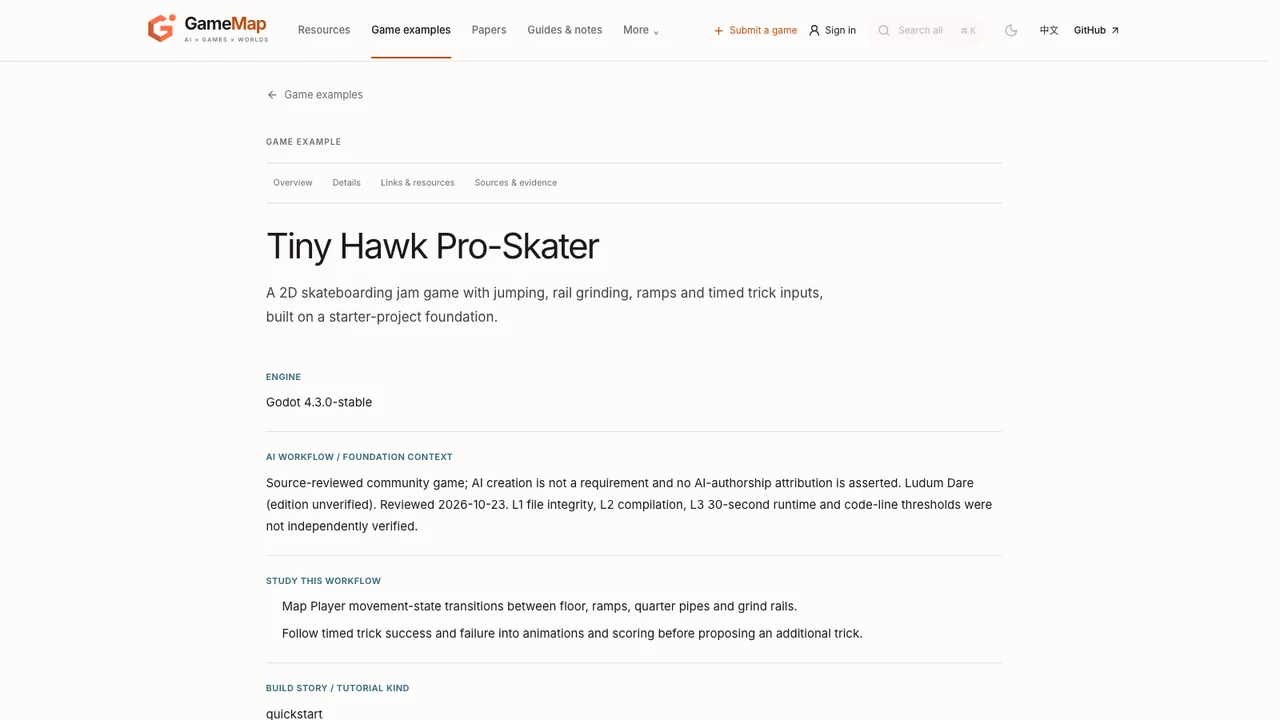 GameMap
AI × GAMES × WORLDS
Resources
Game examples
Papers
Guides & notes
More
Submit a game
Sign in
Search all
⌘ K
中文
GitHub
Game examples
GAME EXAMPLE
Overview
Details
Links & resources
Sources & evidence
Tiny Hawk Pro-Skater
A 2D skateboarding jam game with jumping, rail grinding, ramps and timed trick inputs,
built on a starter-project foundation.
ENGINE
Godot 4.3.0-stable
AI WORKFLOW / FOUNDATION CONTEXT
Source-reviewed community game; AI creation is not a requirement and no AI-authorship attribution is asserted. Ludum Dare
(edition unverified). Reviewed 2026-10-23. L1 file integrity, L2 compilation, L3 30-second runtime and code-line thresholds were
not independently verified.
STUDY THIS WORKFLOW
Map Player movement-state transitions between floor, ramps, quarter pipes and grind rails.
Follow timed trick success and failure into animations and scoring before proposing an additional trick.
BUILD STORY / TUTORIAL KIND
quickstart